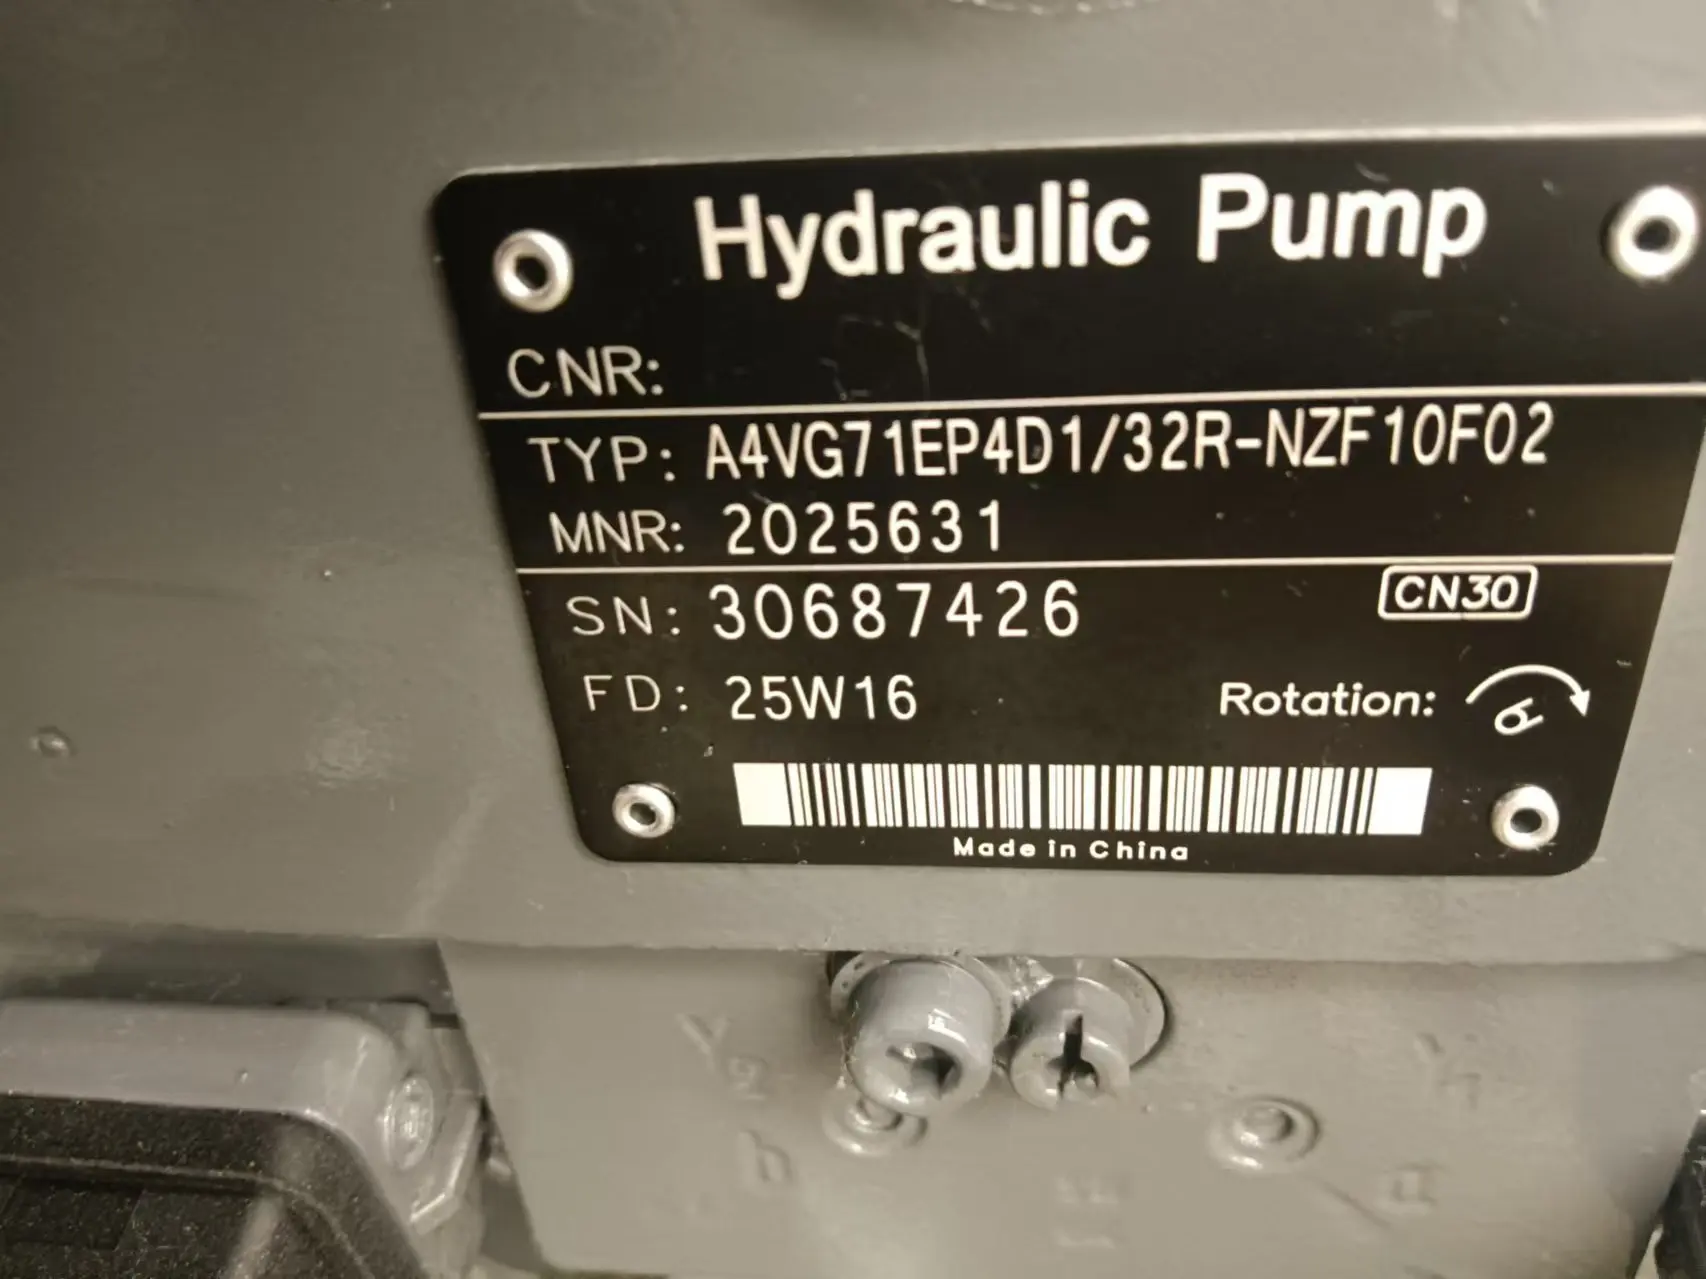 Hydraulic Pump
CNR:
TYP: A4VG71EP4D1/32R-NZF10F02
MNR: 2025631
SN: 30687426
CN30
FD: 25W16
Rotation:
Made in China